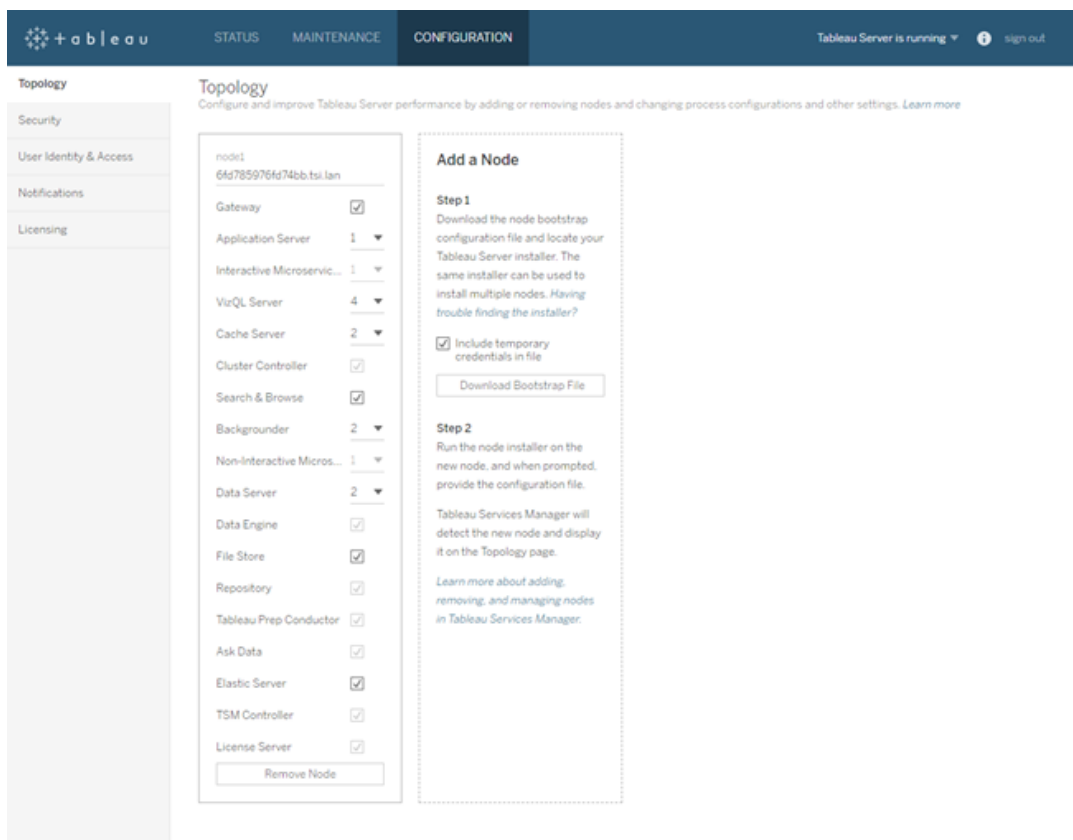 +ableau
STATUS MAINTENANCE CONFIGURATION Tableau Server is running sign out
Topology
Security
User Identity & Access
Notifications
Licensing
Topology
Configure and improve Tableau Server performance by adding or removing nodes and changing process configurations and other settings. Learn more
node1
6fd785976fd74bb.tsi.lan
Gateway
Application Server 1
Interactive Microservic... 1
VizQL Server 4
Cache Server 2
Cluster Controller
Search & Browse
Backgrounder 2
Non-Interactive Micros... 1
Data Server 2
Data Engine
File Store
Repository
Tableau Prep Conductor
Ask Data
Elastic Server
TSM Controller
License Server
Remove Node
Add a Node
Step 1
Download the node bootstrap
configuration file and locate your
Tableau Server installer. The
same installer can be used to
install multiple nodes. Having
trouble finding the installer?
Include temporary
credentials in file
Download Bootstrap File
Step 2
Run the node installer on the
new node, and when prompted,
provide the configuration file.
Tableau Services Manager will
detect the new node and display
it on the Topology page.
Learn more about adding,
removing, and managing nodes
in Tableau Services Manager.